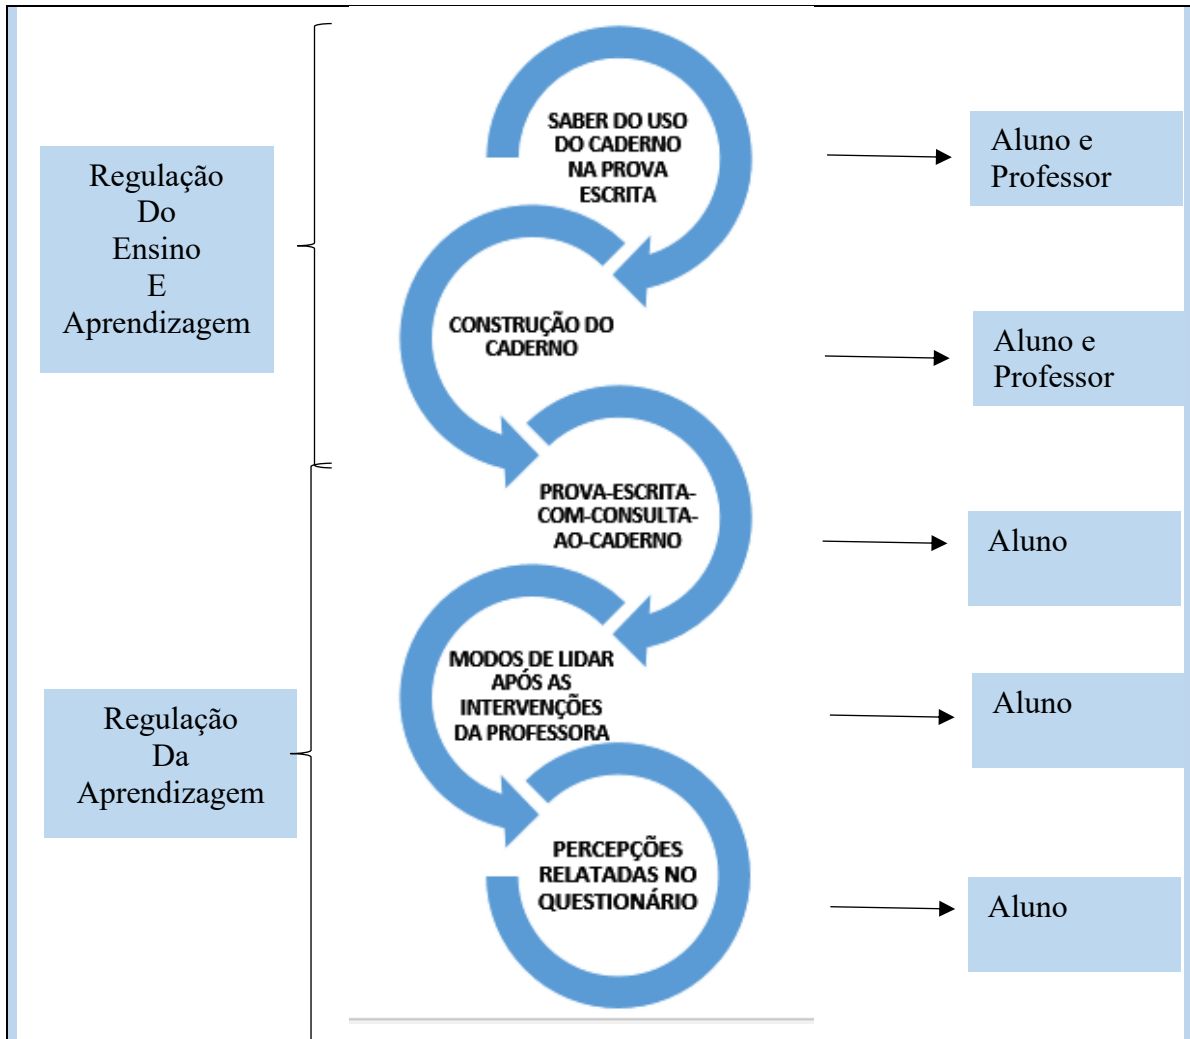 Regulação
Do
Ensino
E
Aprendizagem
SABER DO USO
DO CADERNO
NA PROVA
ESCRITA
Aluno e
Professor
CONSTRUÇÃO DO
CADERNO
Aluno e
Professor
PROVA-ESCRITA-
COM-CONSULTA-
AO-CADERNO
Aluno
Regulação
Da
Aprendizagem
MODOS DE LIDAR
APÓS AS
INTERVENÇÕES
DA PROFESSORA
Aluno
PERCEPÇÕES
RELATADAS NO
QUESTIONÁRIO
Aluno